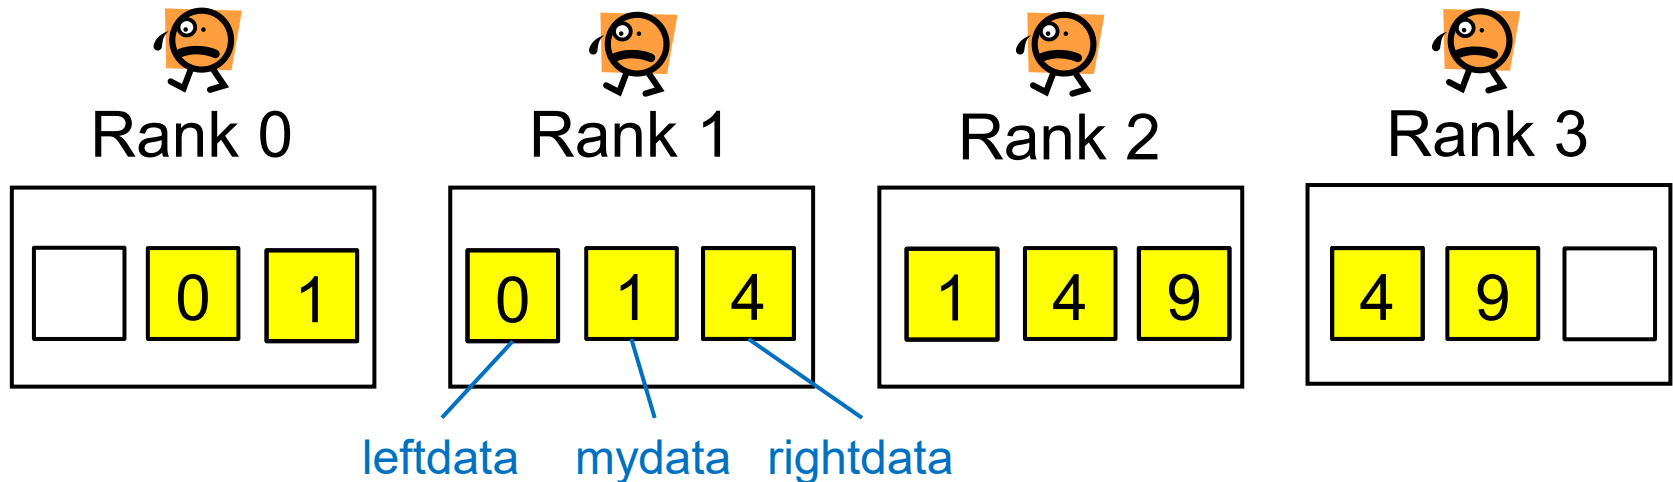 Rank 0 Rank 1 Rank 2 Rank 3
0 1 0 1 4 1 4 9 4 9
leftdata mydata rightdata